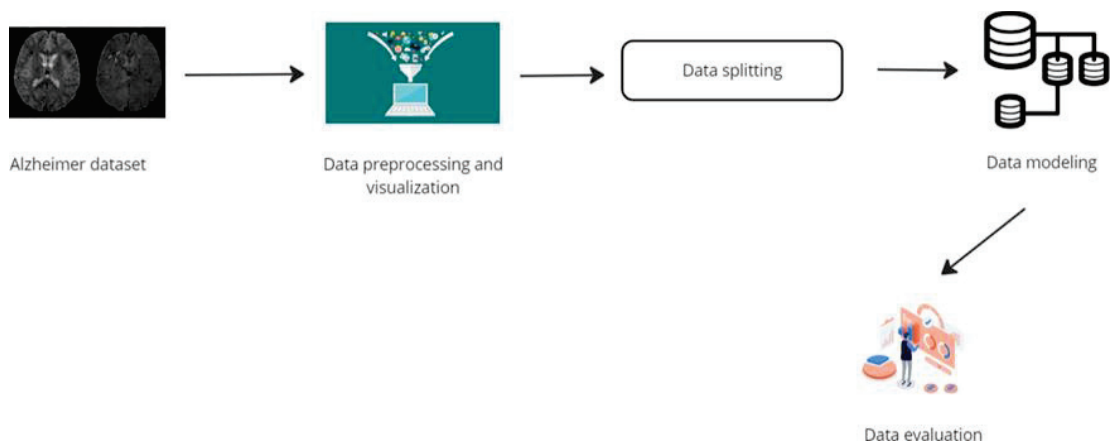 Data splitting
Alzheimer dataset
Data preprocessing and
visualization
Data modeling
Data evaluation